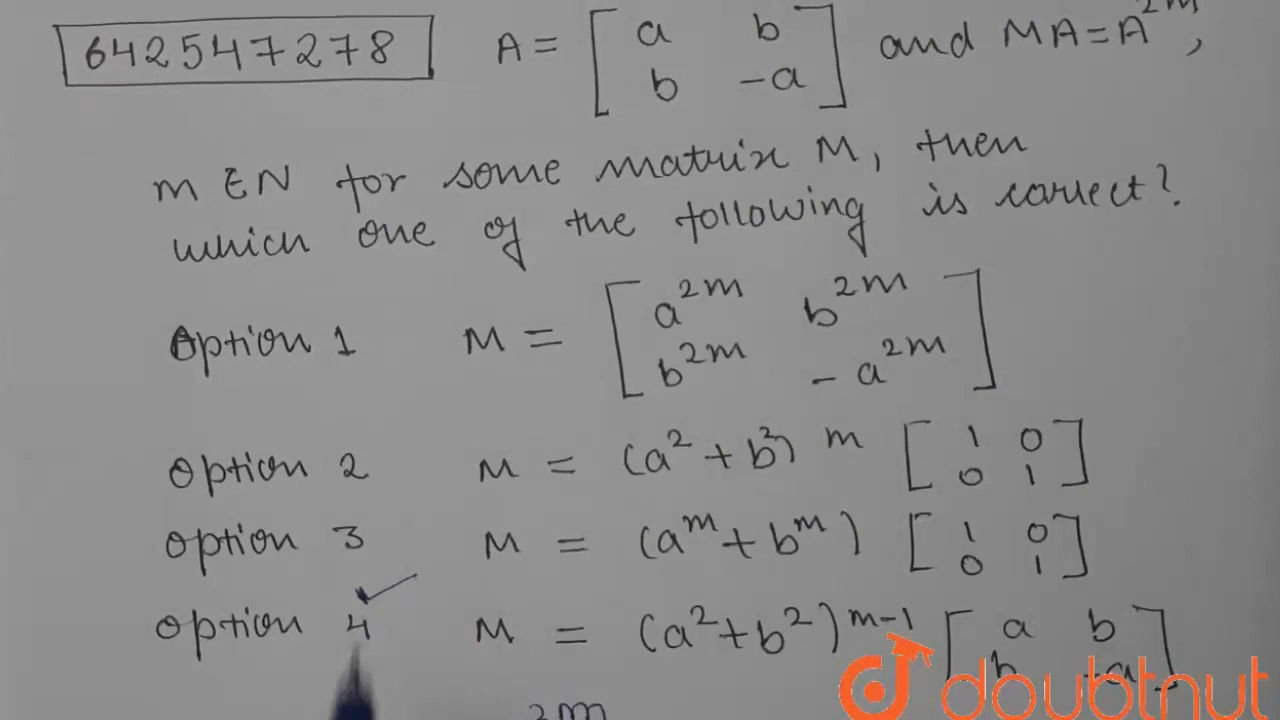 642547278 A = [ a b b -a ] and MA = A^2m,
m ∈ N for some matrix M, then
which one of the following is correct?
Option 1 M = [ a^2m b^2m b^2m -a^2m ]
Option 2 M = (a^2 + b^2)^m [ 1 0 0 1 ]
Option 3 M = (a^m + b^m) [ 1 0 0 1 ]
Option 4 M = (a^2 + b^2)^m-1 [ a b b -a ]
2m
doubtnut